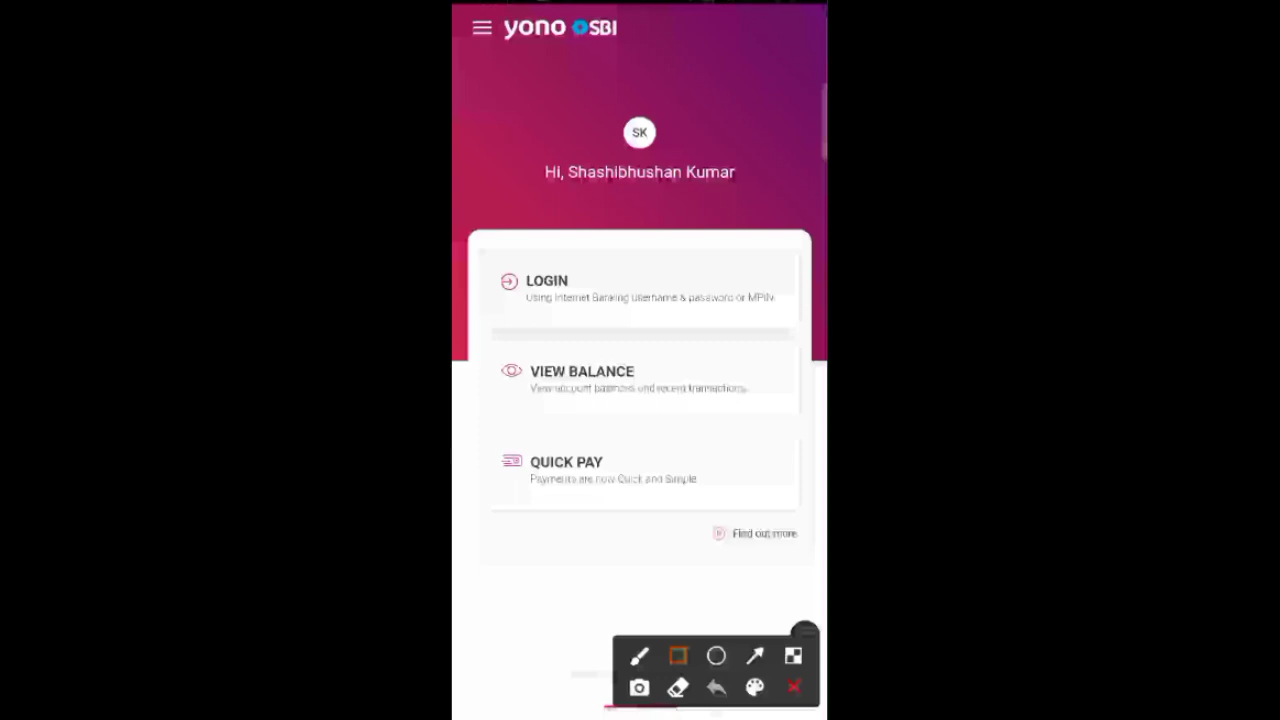 yono SBI
SK
Hi, Shashibhushan Kumar
LOGIN
Using Internet Banking username & password or MPIN
VIEW BALANCE
View account balances and recent transactions.
QUICK PAY
Payments are now Quick and Simple
Find out more